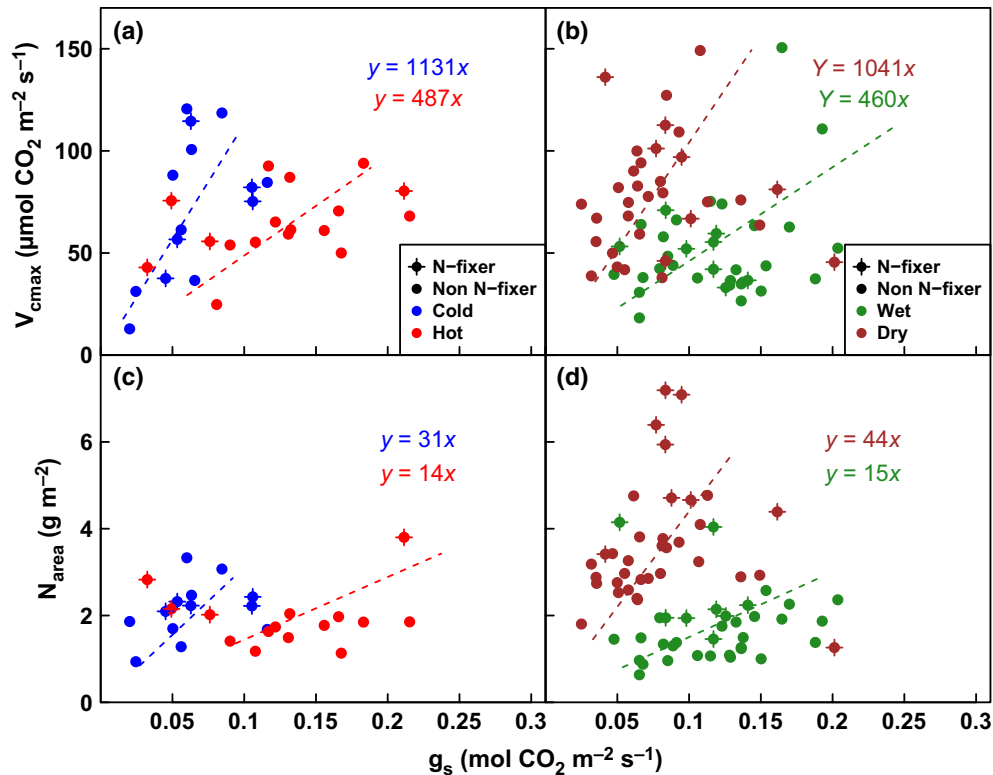 (a)
y = 1131x
y = 487x
(b)
Y = 1041x
Y = 460x
150
100
50
0
V_cmax (µmol CO₂ m⁻² s⁻¹)
N−fixer
Non N−fixer
Cold
Hot
N−fixer
Non N−fixer
Wet
Dry
(c)
y = 31x
y = 14x
(d)
y = 44x
y = 15x
6
4
2
0
N_area (g m⁻²)
0.05 0.1 0.15 0.2 0.25 0.3 0.05 0.1 0.15 0.2 0.25 0.3
g_s (mol CO₂ m⁻² s⁻¹)